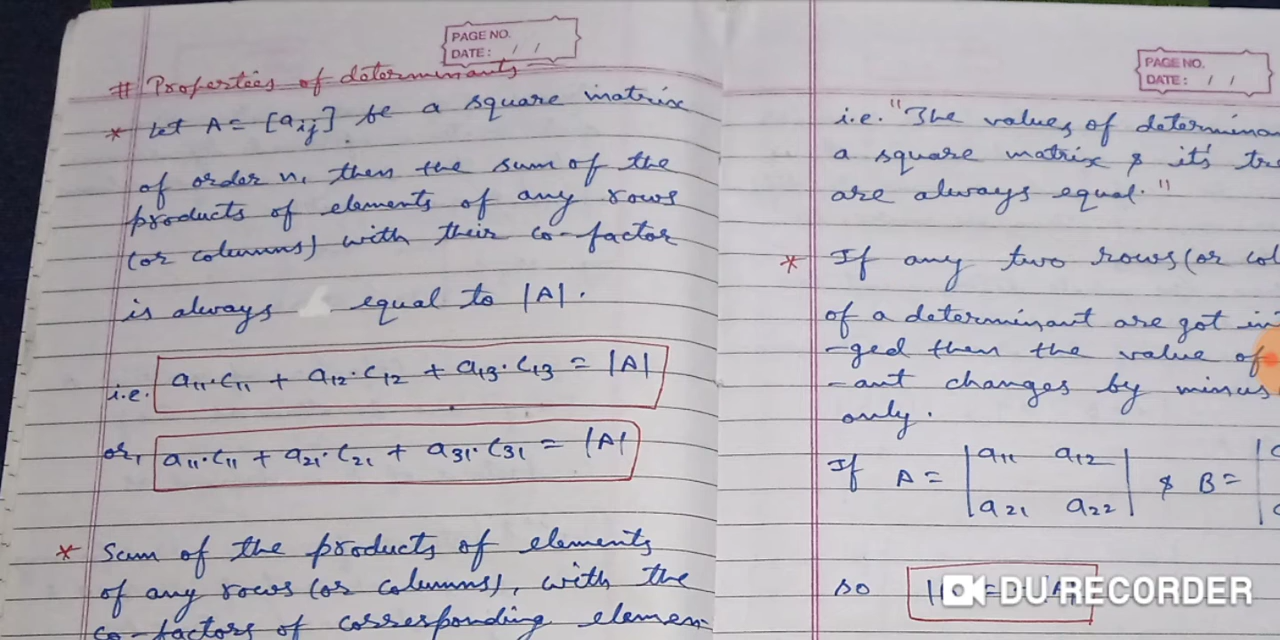 PAGE NO.
DATE: / /
# Properties of determinants
* Let A = [aij] be a square matrix
of order n, then the sum of the
products of elements of any rows
(or columns) with their co-factor
is always equal to |A|.
i.e. a₁₁.c₁₁ + a₁₂.c₁₂ + a₁₃.c₁₃ = |A|
or, a₁₁.c₁₁ + a₂₁.c₂₁ + a₃₁.c₃₁ = |A|
* Sum of the products of elements
of any rows (or columns), with the
co-factors of corresponding elemen-
PAGE NO.
DATE: / /
i.e. "The values of determina
a square matrix & it's
are always equal."
* If any two rows (or col
of a determinant are got in
-ged then the value of
-ant changes by minus
only.
If A = |a₁₁ a₁₂| & B =
|a₂₁ a₂₂|
so
DU RECORDER